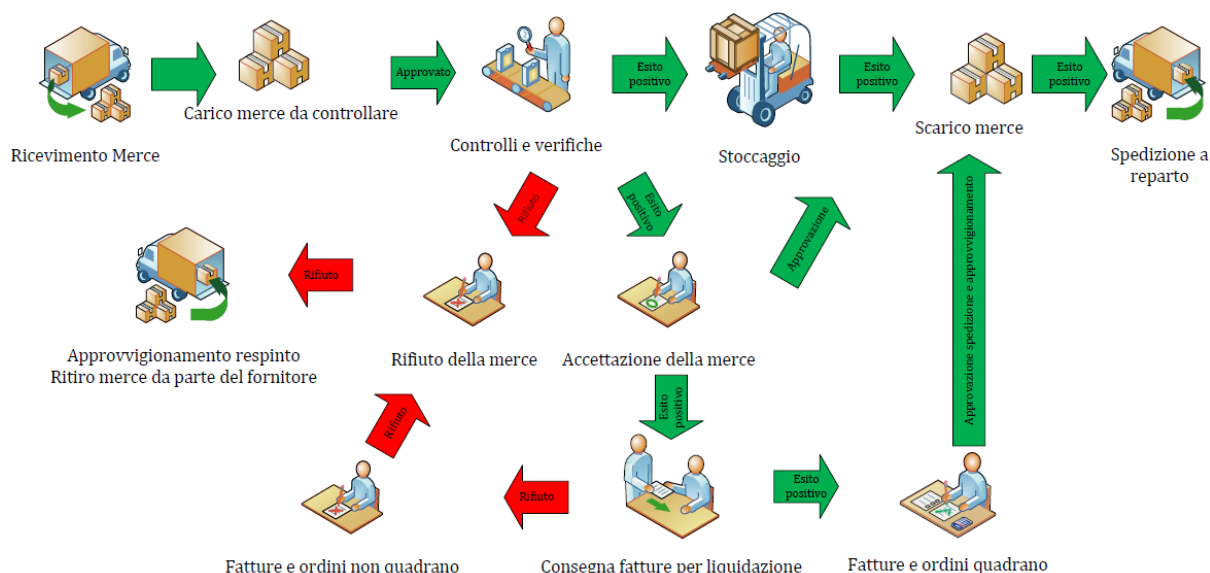 Ricevimento Merce
Carico merce da controllare
Approvato
Controlli e verifiche
Esito
positivo
Stoccaggio
Esito
positivo
Scarico merce
Esito
positivo
Spedizione a
reparto
Rifiuto
Esito
positivo
Approvazione
Approvazione spedizione e approvvigionamento
Rifiuto
Approvvigionamento respinto
Ritiro merce da parte del fornitore
Rifiuto della merce
Accettazione della merce
Rifiuto
Esito
positivo
Rifiuto
Esito
positivo
Fatture e ordini non quadrano
Consegna fatture per liquidazione
Fatture e ordini quadrano